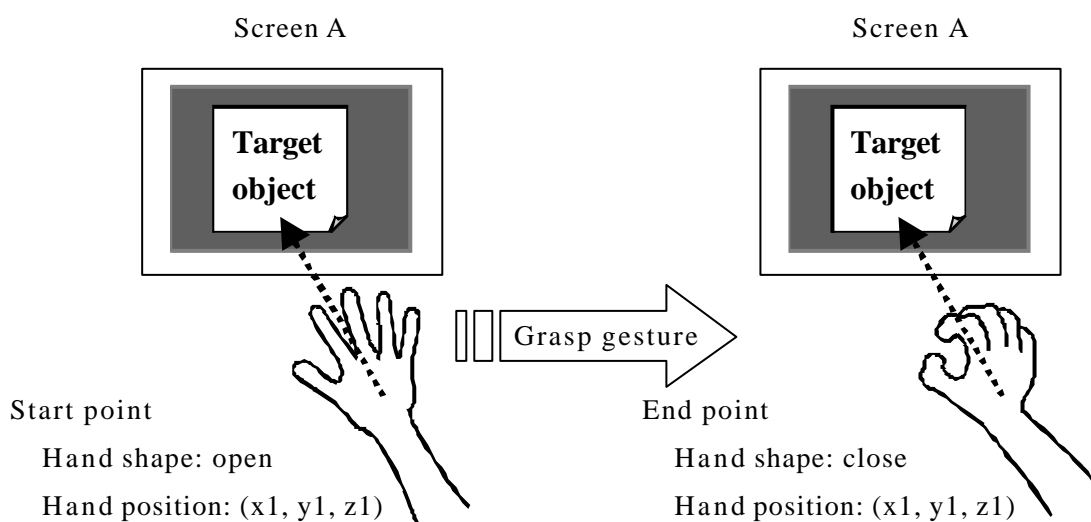 Screen A
Target
object
Start point
Hand shape: open
Hand position: (x1, y1, z1)
Grasp gesture
Screen A
Target
object
End point
Hand shape: close
Hand position: (x1, y1, z1)